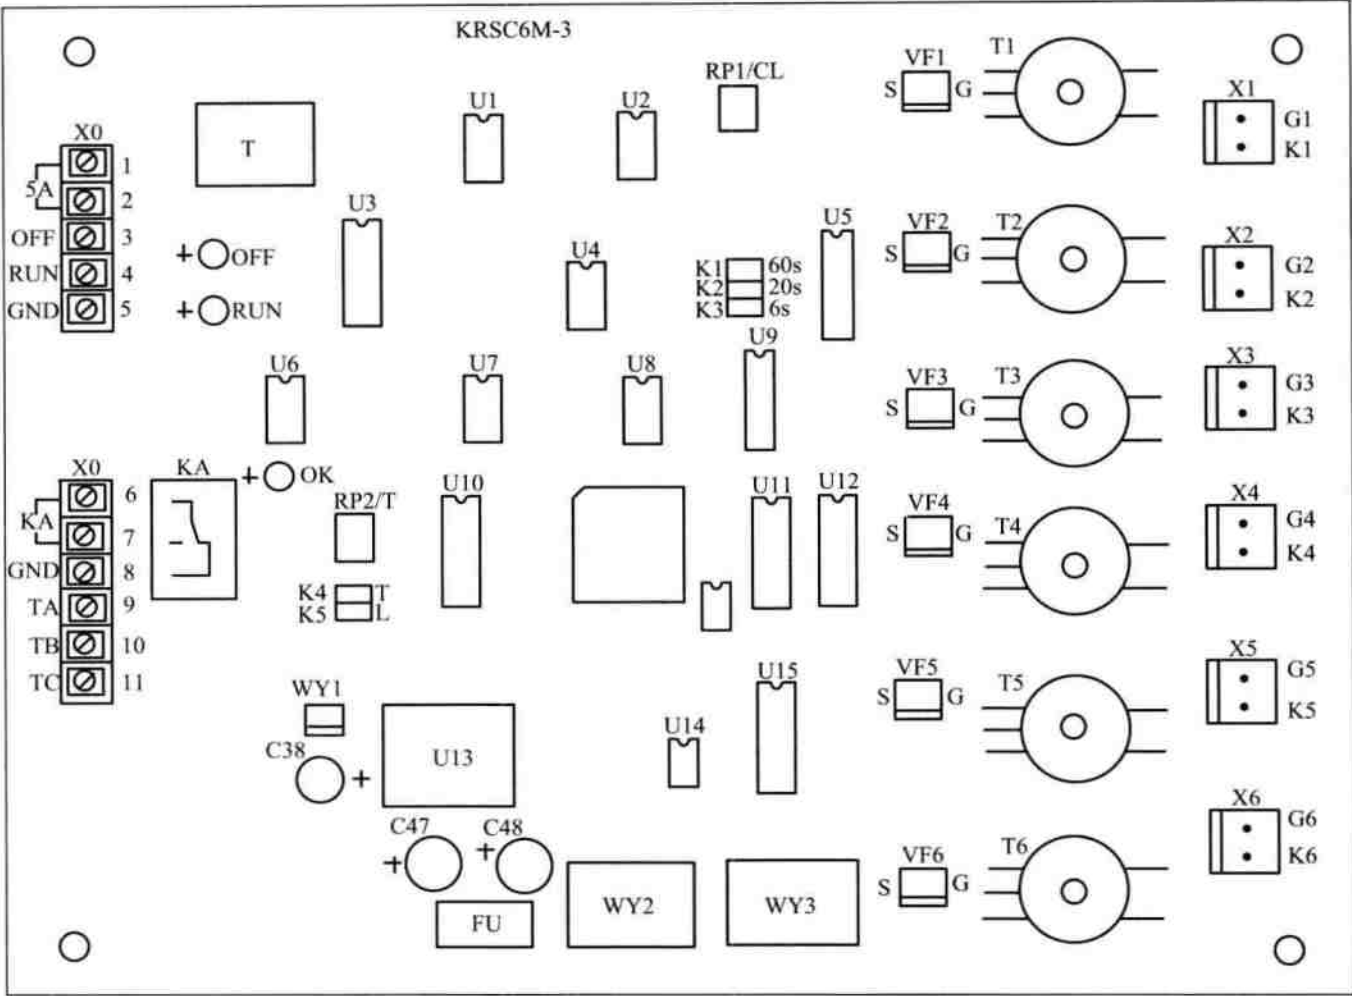 KRSC6M-3
RP1/CL
VF1
S G
T1
X1
G1
K1
X0
1
5A
2
OFF 3
RUN 4
GND 5
T
U1
U2
U3
U4
U5
+ OFF
+ RUN
K1 60s
K2 20s
K3 6s
VF2
S G
T2
X2
G2
K2
U6
U7
U8
U9
VF3
S G
T3
X3
G3
K3
X0
6
KA
7
GND 8
TA 9
TB 10
TC 11
KA
+ OK
RP2/T
K4 T
K5 L
U10
U11
U12
VF4
S G
T4
X4
G4
K4
WY1
C38
+
U13
U14
U15
VF5
S G
T5
X5
G5
K5
C47
+
C48
+
FU
WY2
WY3
VF6
S G
T6
X6
G6
K6